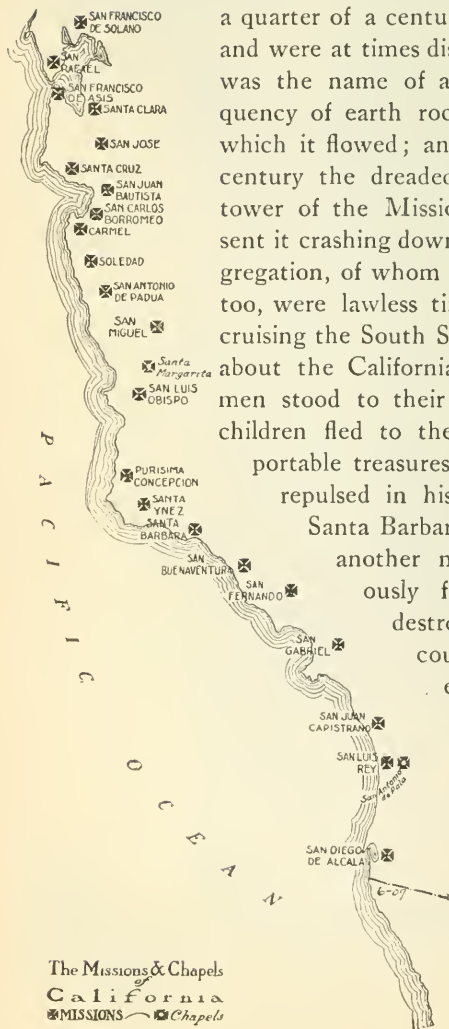 SAN FRANCISCO
DE SOLANO
SAN
RAFAEL
SAN FRANCISCO
DE ASIS
SANTA CLARA
SAN JOSE
SANTA CRUZ
SAN JUAN
BAUTISTA
SAN CARLOS
BORROMEO
CARMEL
SOLEDAD
SAN ANTONIO
DE PADUA
SAN
MIGUEL
Santa
Margareta
SAN LUIS
OBISPO
PURISIMA
CONCEPCION
SANTA
YNEZ
SANTA
BARBARA
SAN
BUENAVENTURA
SAN
FERNANDO
SAN
GABRIEL
SAN JUAN
CAPISTRANO
SAN LUIS
REY
San Antonio
de Pala
SAN DIEGO
DE ALCALA
6-09
PACIFIC
OCEAN
The Missions & Chapels
of
California
MISSIONS Chapels
a quarter of a centu
and were at times dis
was the name of a
quency of earth roc
which it flowed; an
century the dreaded
tower of the Missio
sent it crashing down
gregation, of whom
too, were lawless ti
cruising the South S
about the California
men stood to their
children fled to the
portable treasures
repulsed in his
Santa Barbar
another n
ously f
destro
cou
e